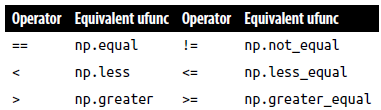 Operator Equivalent ufunc Operator Equivalent ufunc
== np.equal != np.not_equal
< np.less <= np.less_equal
> np.greater >= np.greater_equal